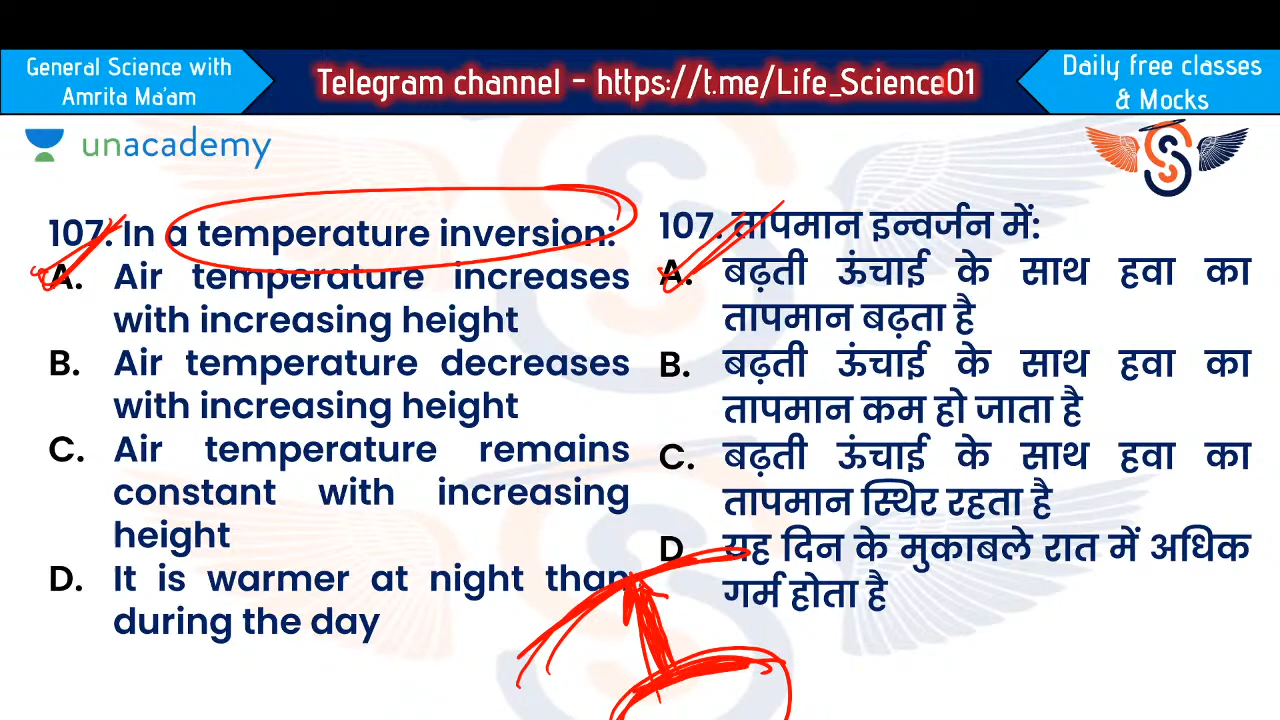 General Science with
Amrita Ma'am
Telegram channel - https://t.me/Life_Science01
Daily free classes
& Mocks
unacademy
107. In a temperature inversion:
A. Air temperature increases
with increasing height
B. Air temperature decreases
with increasing height
C. Air temperature remains
constant with increasing
height
D. It is warmer at night than
during the day
107. तापमान इन्वर्जन में:
A. बढ़ती ऊंचाई के साथ हवा का
तापमान बढ़ता है
B. बढ़ती ऊंचाई के साथ हवा का
तापमान कम हो जाता है
C. बढ़ती ऊंचाई के साथ हवा का
तापमान स्थिर रहता है
D यह दिन के मुकाबले रात में अधिक
गर्म होता है